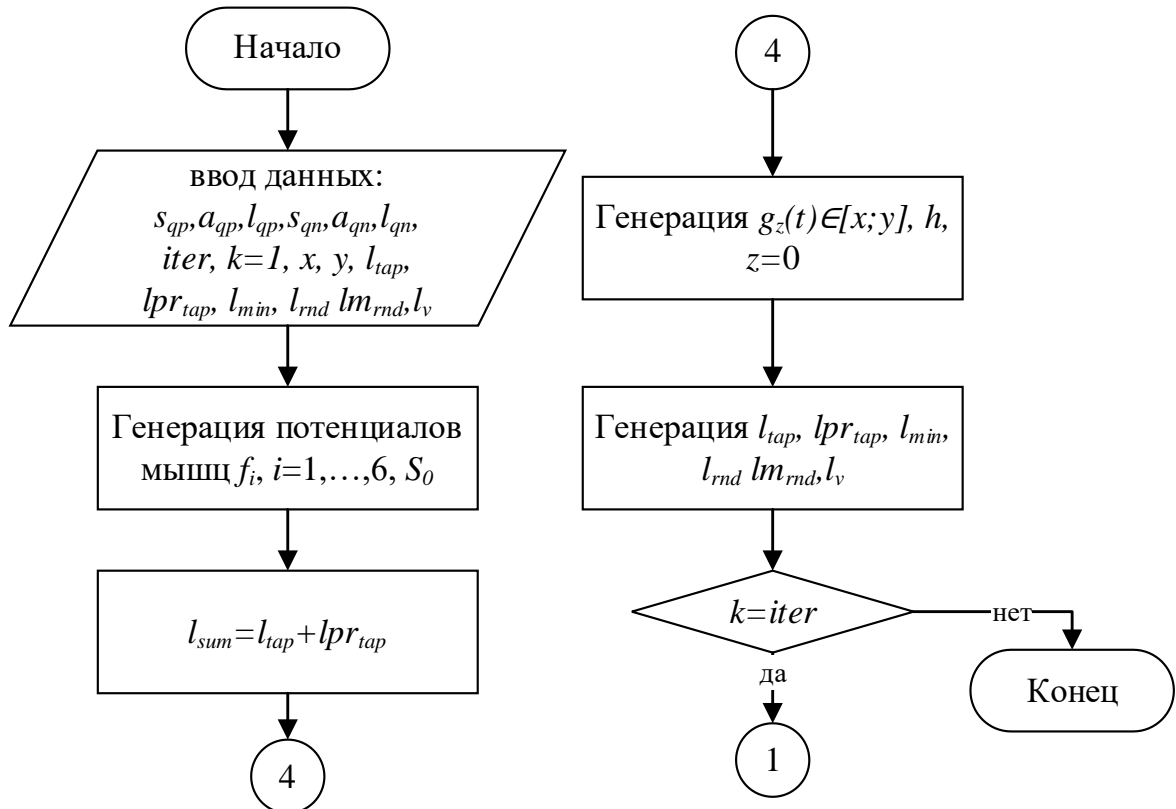 Начало
ввод данных:
s_qp,a_qp,l_qp,s_qn,a_qn,l_qn,
iter, k=1, x, y, l_tap,
lpr_tap, l_min, l_rnd lm_rnd,l_v
Генерация потенциалов
мышц f_i, i=1,…,6, S_0
l_sum=l_tap+lpr_tap
4
4
Генерация g_z(t)∈[x;y], h,
z=0
Генерация l_tap, lpr_tap, l_min,
l_rnd lm_rnd,l_v
k=iter
нет
да
Конец
1